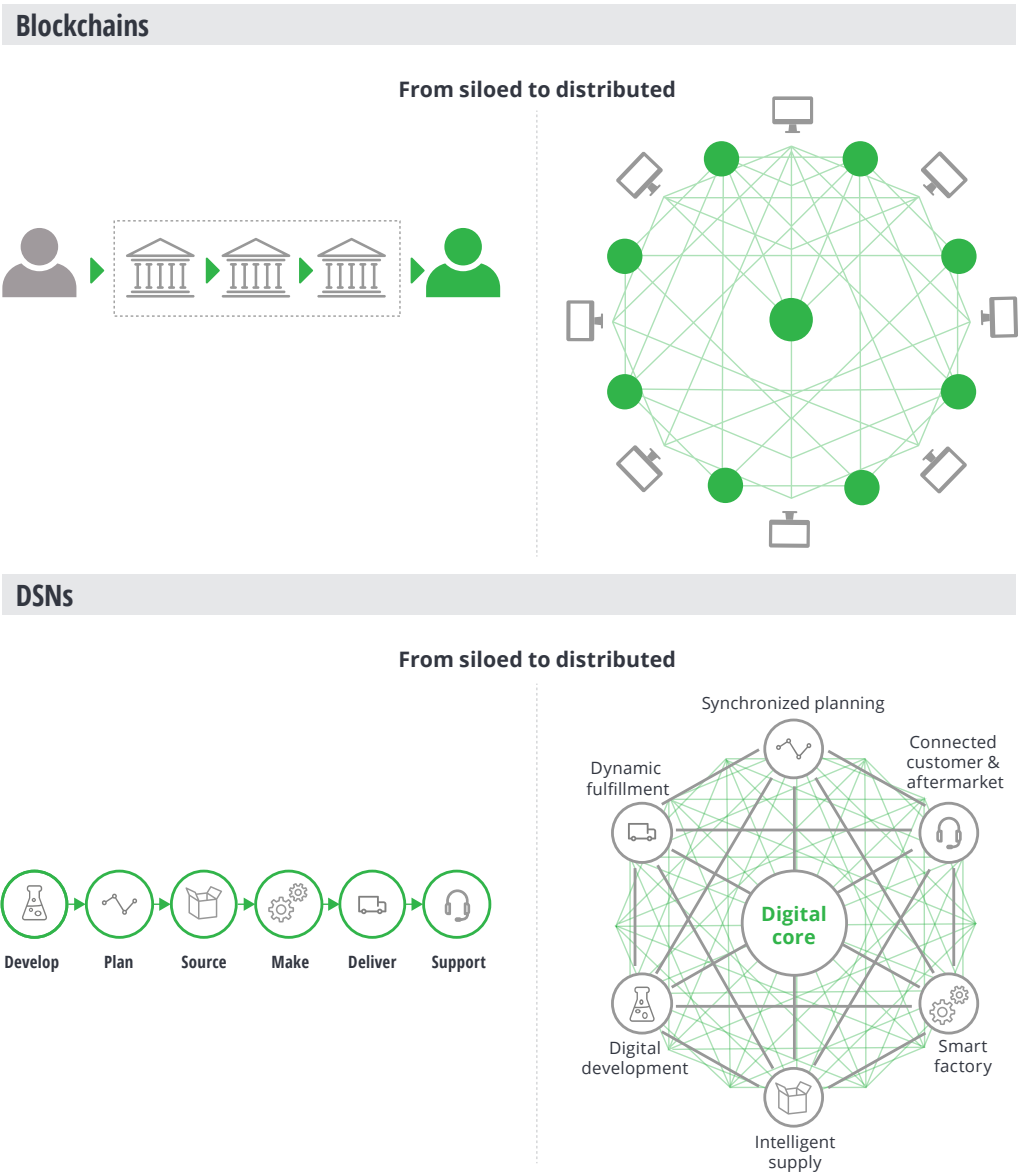 Blockchains
From siloed to distributed
DSNs
From siloed to distributed
Develop
Plan
Source
Make
Deliver
Support
Synchronized planning
Connected
customer &
aftermarket
Dynamic
fulfillment
Digital
core
Digital
development
Smart
factory
Intelligent
supply